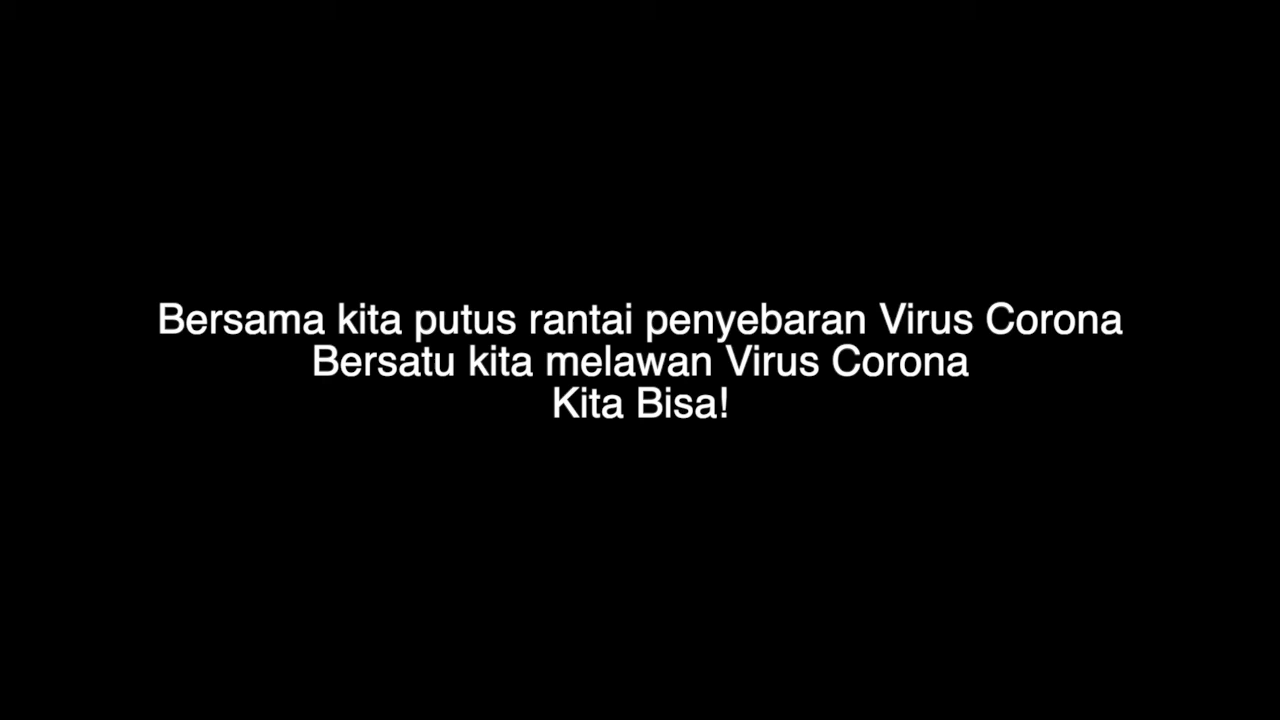 Bersama kita putus rantai penyebaran Virus Corona
Bersatu kita melawan Virus Corona
Kita Bisa!